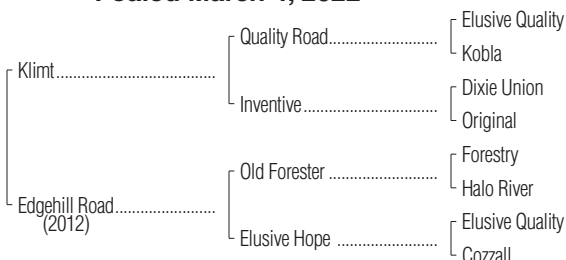 Foaled March 4, 2022
Elusive Quality
Quality Road
Kobla
Klimt
Dixie Union
Inventive
Original
Forestry
Old Forester
Halo River
Edgehill Road
(2012)
Elusive Quality
Elusive Hope
Cozzall